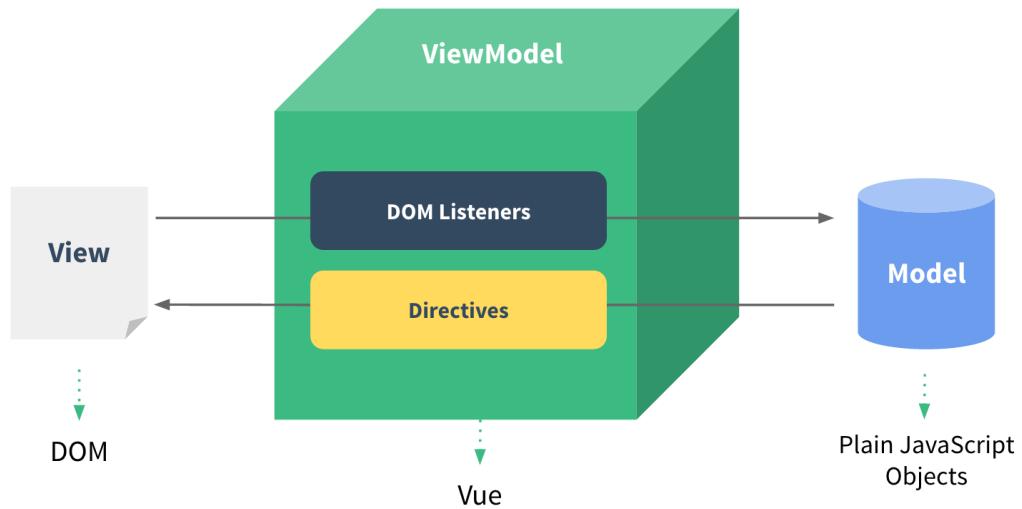 ViewModel
DOM Listeners
View
Model
Directives
DOM
Plain JavaScript
Objects
Vue